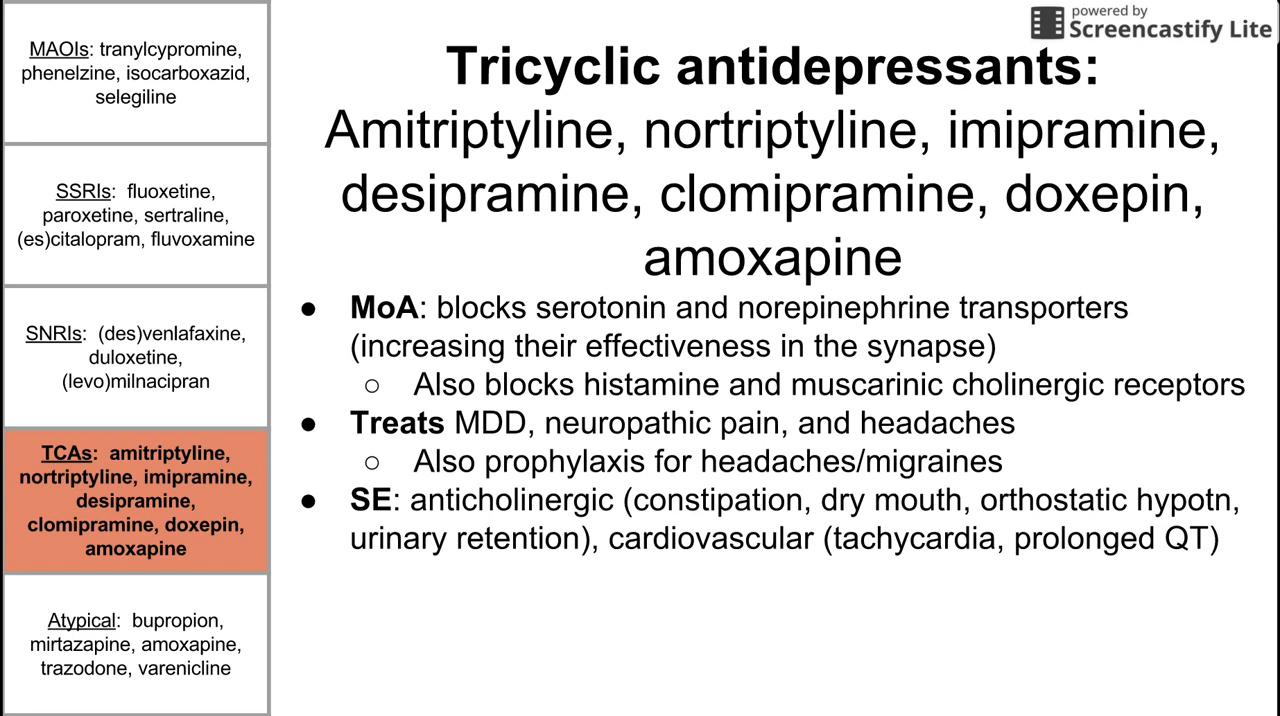 MAOIs: tranylcypromine,
phenelzine, isocarboxazid,
selegiline
SSRIs: fluoxetine,
paroxetine, sertraline,
(es)citalopram, fluvoxamine
SNRIs: (des)venlafaxine,
duloxetine,
(levo)milnacipran
TCAs: amitriptyline,
nortriptyline, imipramine,
desipramine,
clomipramine, doxepin,
amoxapine
Atypical: bupropion,
mirtazapine, amoxapine,
trazodone, varenicline
powered by
Screencastify Lite
Tricyclic antidepressants:
Amitriptyline, nortriptyline, imipramine,
desipramine, clomipramine, doxepin,
amoxapine
● MoA: blocks serotonin and norepinephrine transporters
(increasing their effectiveness in the synapse)
○ Also blocks histamine and muscarinic cholinergic receptors
● Treats MDD, neuropathic pain, and headaches
○ Also prophylaxis for headaches/migraines
● SE: anticholinergic (constipation, dry mouth, orthostatic hypotn,
urinary retention), cardiovascular (tachycardia, prolonged QT)